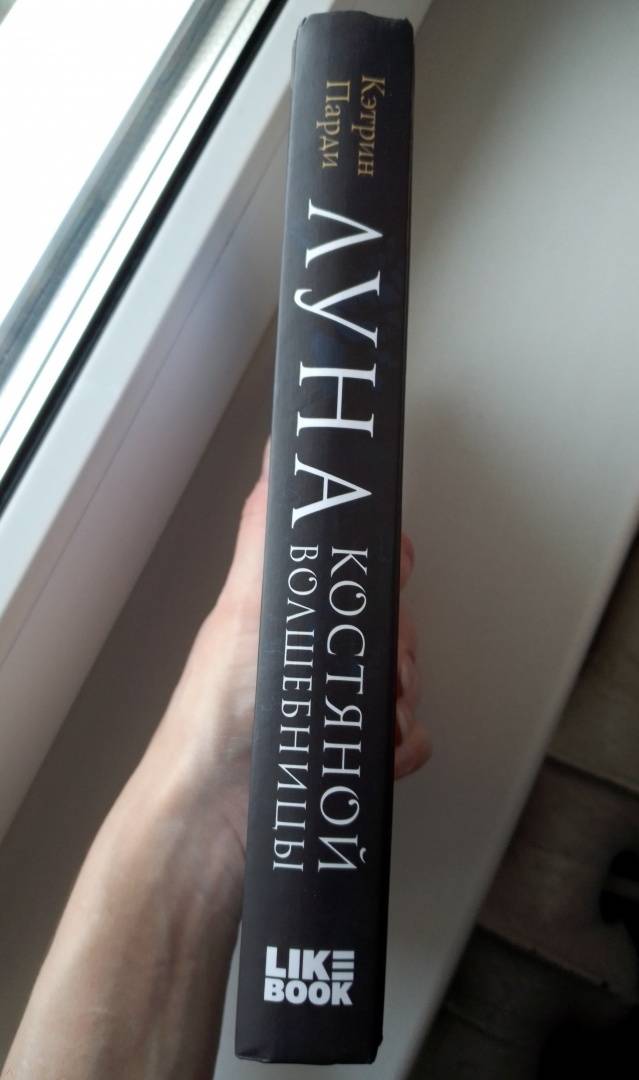 Кэтрин
Парди
ЛУНА
КОСТЯНОЙ
ВОЛШЕБНИЦЫ
LIKE
BOOK